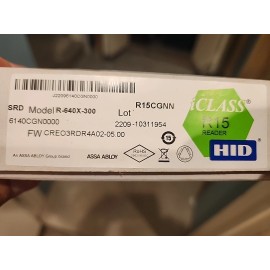 SRD Model R-640X-300
R15CGNN
6140CGN0000
Lot
2209-10311954
FW CREO3RDR4A02-05.00
An ASSA ABLOY Group brand
ASSA ABLOY
RoHS
iCLASS
R15
READER
HID